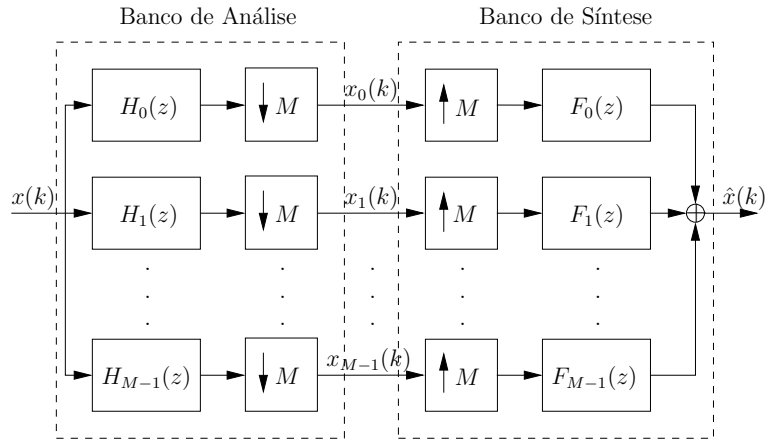 Banco de Análise Banco de Síntese
H_0(z) ↓ M x_0(k) ↑ M F_0(z)
x(k) H_1(z) ↓ M x_1(k) ↑ M F_1(z) ⊕ x̂(k)
H_{M−1}(z) ↓ M x_{M−1}(k) ↑ M F_{M−1}(z)